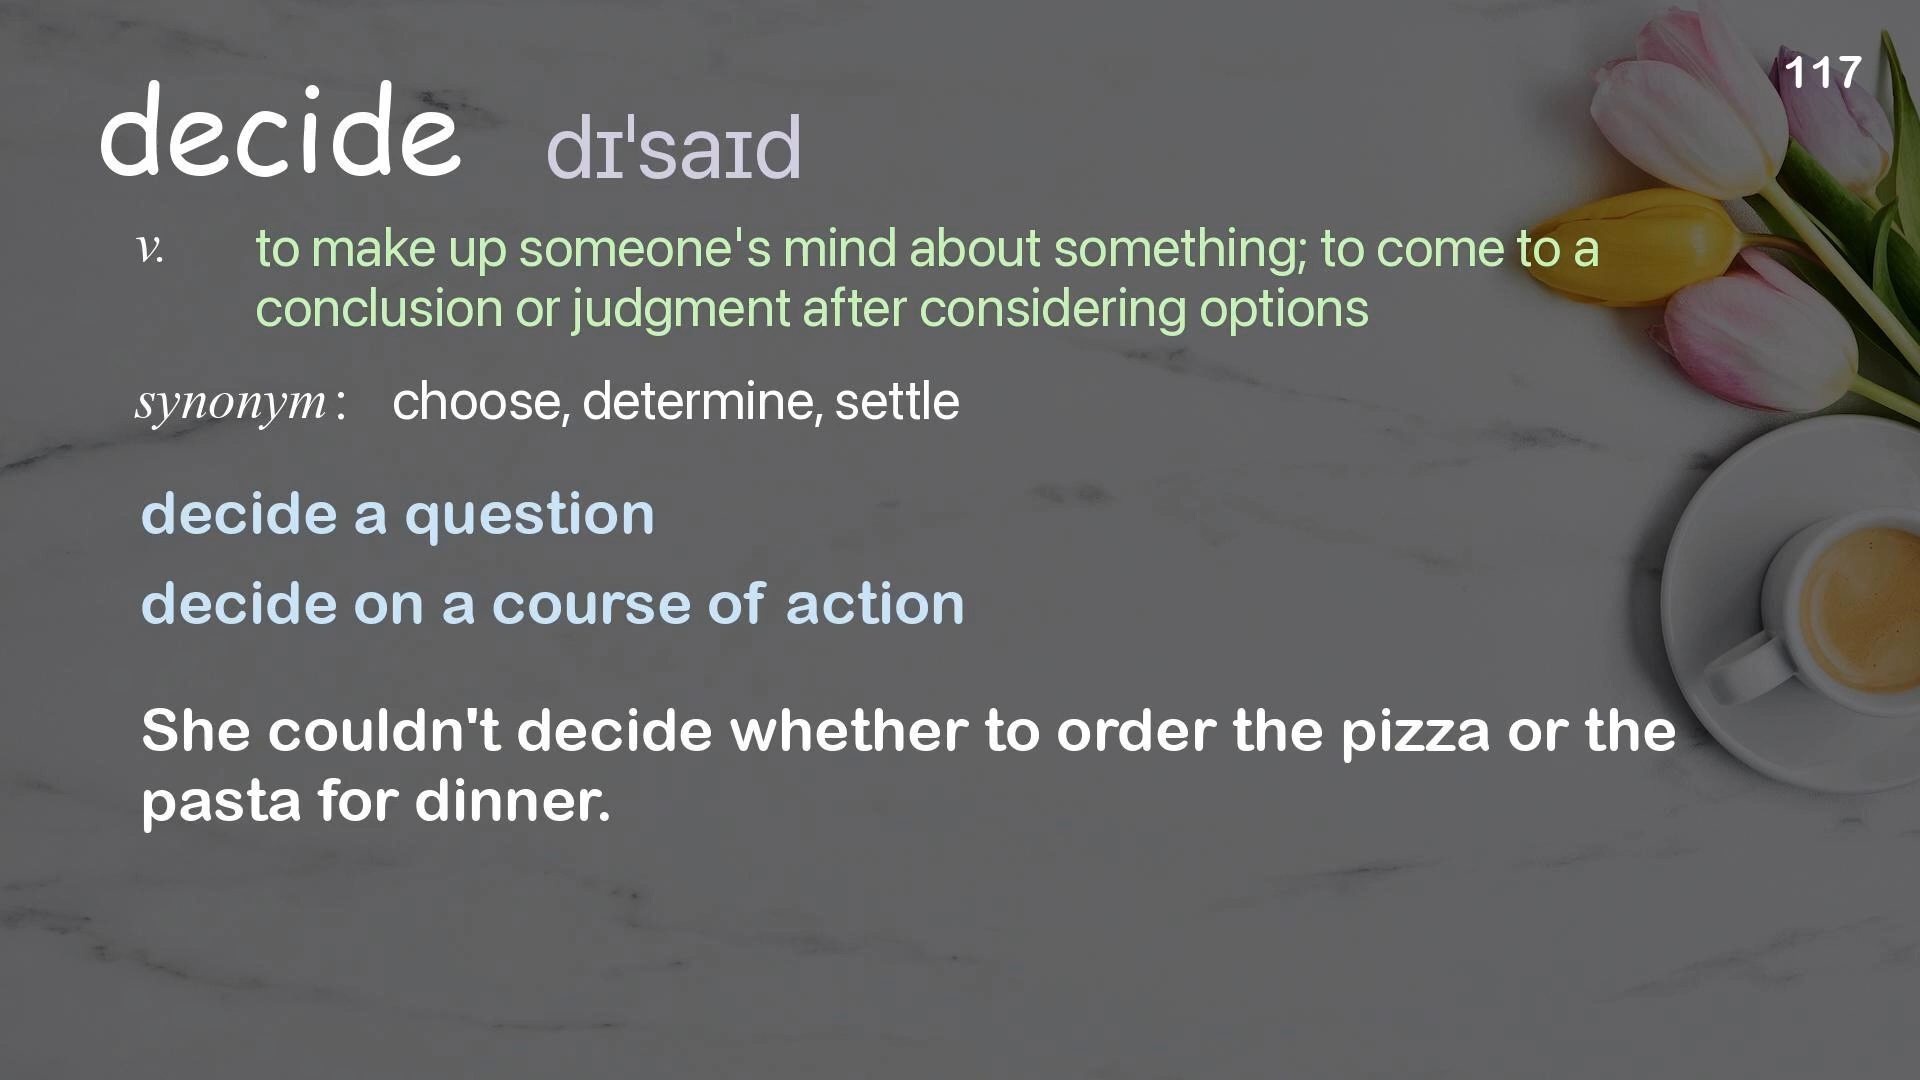 117
decide dɪˈsaɪd
v. to make up someone's mind about something; to come to a
conclusion or judgment after considering options
synonym: choose, determine, settle
decide a question
decide on a course of action
She couldn't decide whether to order the pizza or the
pasta for dinner.